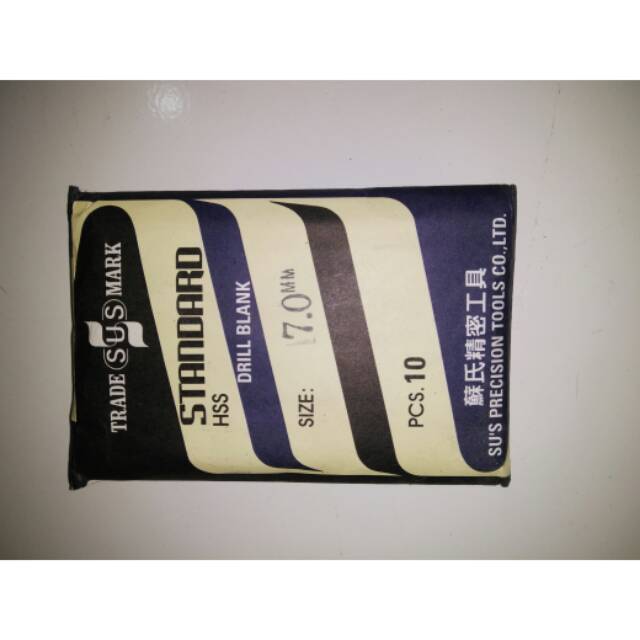 TRADE SUS MARK
STANDARD
HSS
DRILL BLANK
SIZE: 7.0MM
PCS. 10
蘇氏精密工具
SU'S PRECISION TOOLS CO.,LTD.